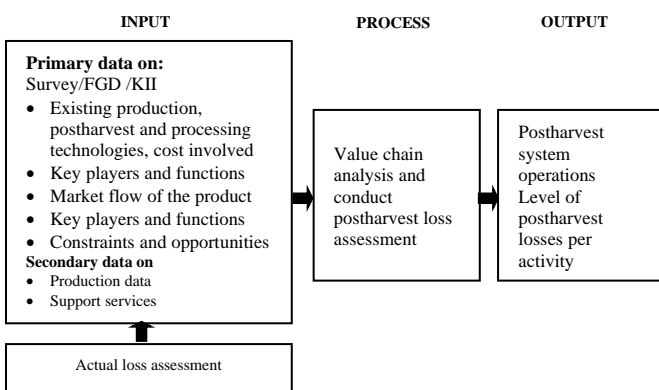 INPUT
PROCESS
OUTPUT
Primary data on:
Survey/FGD /KII
• Existing production,
postharvest and processing
technologies, cost involved
• Key players and functions
• Market flow of the product
• Key players and functions
• Constraints and opportunities
Secondary data on
• Production data
• Support services
Value chain
analysis and
conduct
postharvest loss
assessment
Postharvest
system
operations
Level of
postharvest
losses per
activity
Actual loss assessment